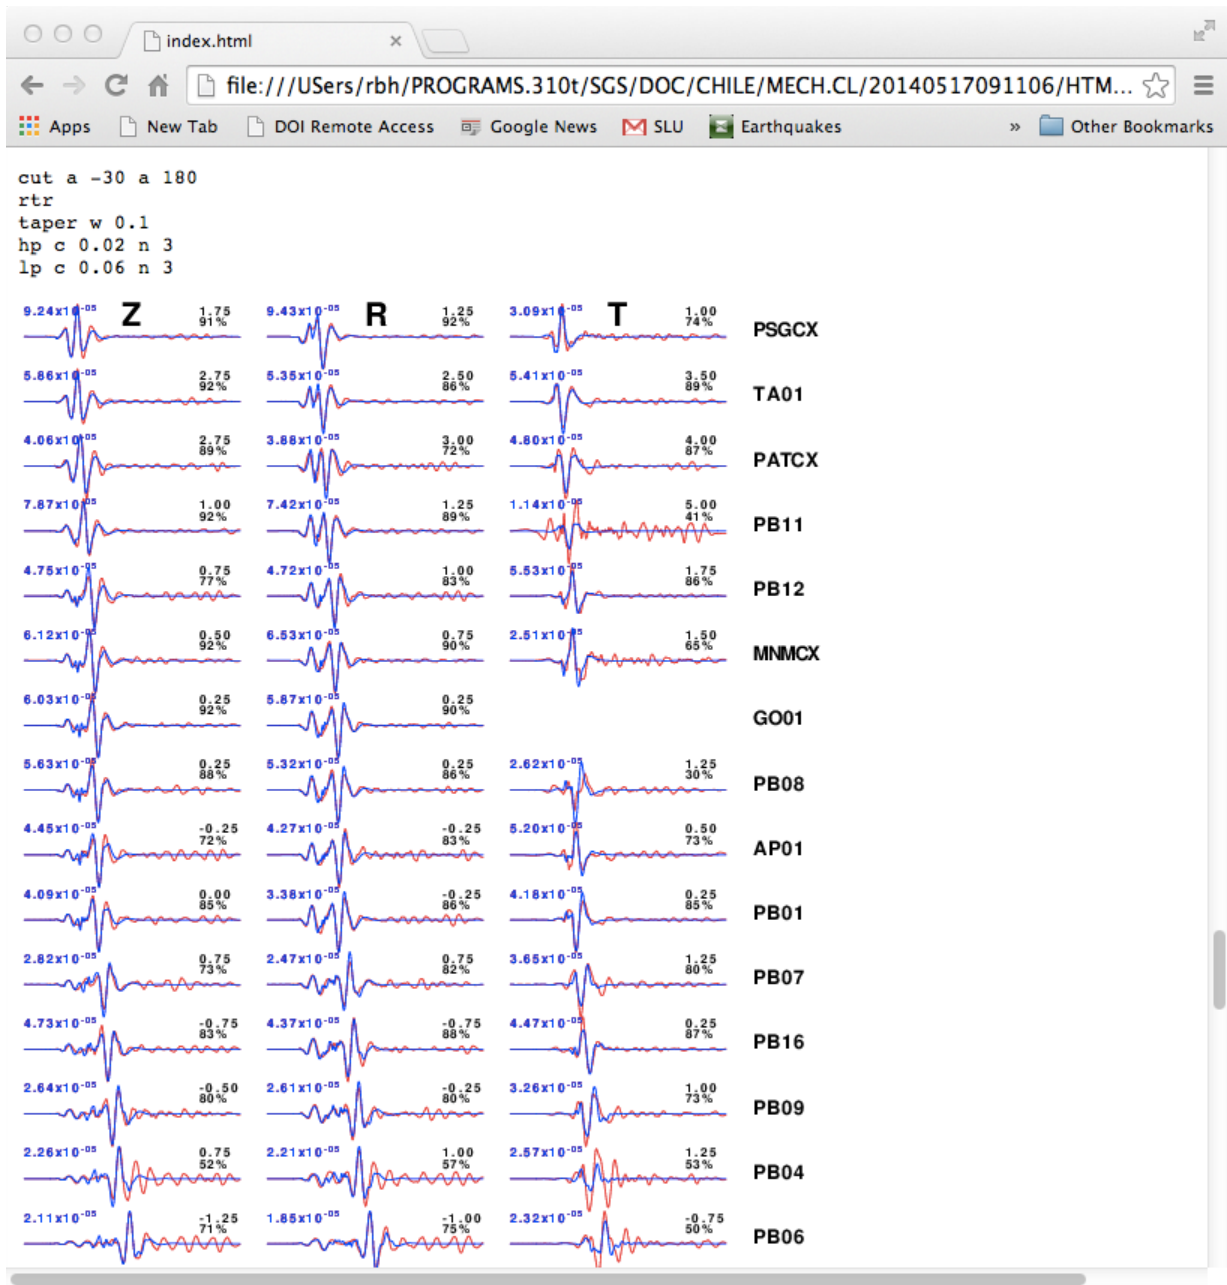 index.html ×
file:///USers/rbh/PROGRAMS.310t/SGS/DOC/CHILE/MECH.CL/20140517091106/HTM...
Apps New Tab DOI Remote Access Google News SLU Earthquakes » Other Bookmarks
cut a -30 a 180
rtr
taper w 0.1
hp c 0.02 n 3
lp c 0.06 n 3
Z R T
9.24x10-05 1.75 9.43x10-05 1.25 3.09x10-05 1.00
91% 92% 74% PSGCX
5.86x10-05 2.75 5.35x10-05 2.50 5.41x10-05 3.50
92% 86% 89% TA01
4.06x10-05 2.75 3.88x10-05 3.00 4.80x10-05 4.00
89% 72% 87% PATCX
7.87x10-05 1.00 7.42x10-05 1.25 1.14x10-05 5.00
92% 89% 41% PB11
4.75x10-05 0.75 4.72x10-05 1.00 5.53x10-05 1.75
77% 83% 86% PB12
6.12x10-05 0.50 6.53x10-05 0.75 2.51x10-05 1.50
92% 90% 65% MNMCX
6.03x10-05 0.25 5.87x10-05 0.25
92% 90% GO01
5.63x10-05 0.25 5.32x10-05 0.25 2.62x10-05 1.25
88% 86% 30% PB08
4.45x10-05 -0.25 4.27x10-05 -0.25 5.20x10-05 0.50
72% 83% 73% AP01
4.09x10-05 0.00 3.38x10-05 -0.25 4.18x10-05 0.25
85% 86% 85% PB01
2.82x10-05 0.75 2.47x10-05 0.75 3.65x10-05 1.25
73% 82% 80% PB07
4.73x10-05 -0.75 4.37x10-05 -0.75 4.47x10-05 0.25
83% 88% 87% PB16
2.64x10-05 -0.50 2.61x10-05 -0.25 3.26x10-05 1.00
80% 80% 73% PB09
2.26x10-05 0.75 2.21x10-05 1.00 2.57x10-05 1.25
52% 57% 53% PB04
2.11x10-05 -1.25 1.85x10-05 -1.00 2.32x10-05 -0.75
71% 75% 50% PB06